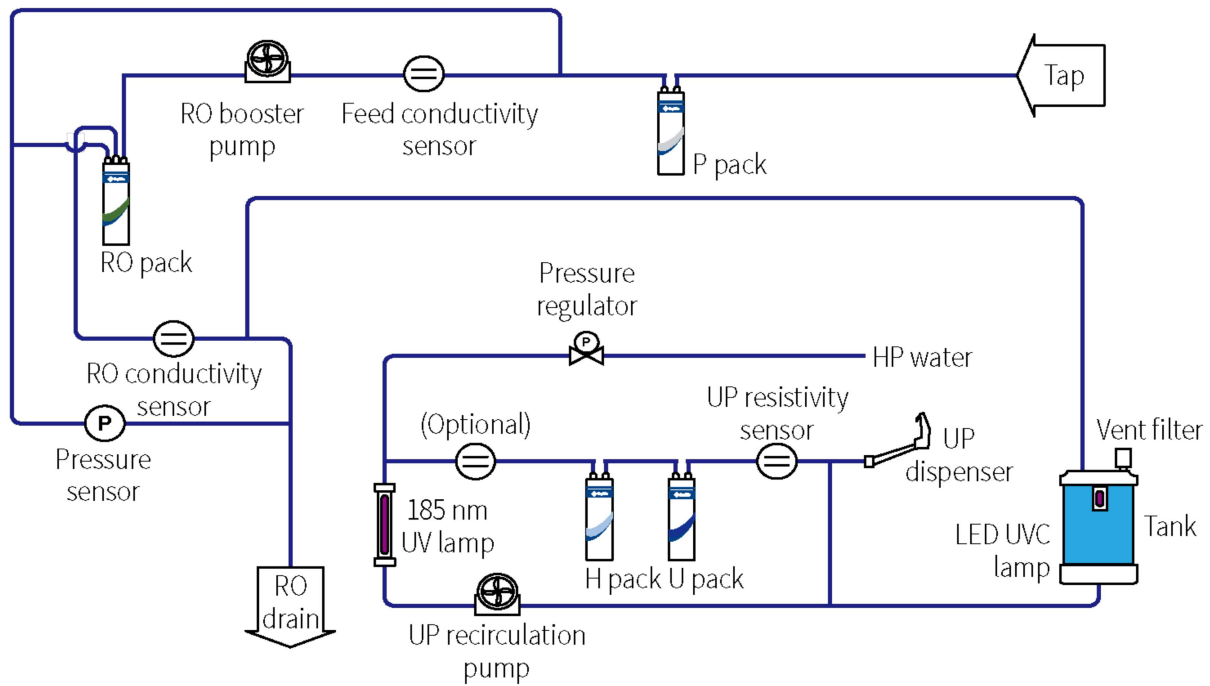 Tap
RO booster
pump
Feed conductivity
sensor
P pack
RO pack
Pressure
regulator
P
HP water
RO conductivity
sensor
P
Pressure
sensor
(Optional)
UP resistivity
sensor
UP
dispenser
Vent filter
185 nm
UV lamp
H pack
U pack
LED UVC
lamp
Tank
RO
drain
UP recirculation
pump